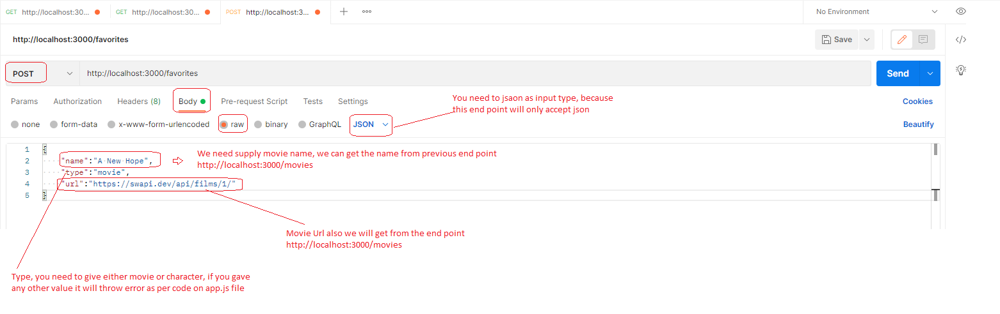 GET http://localhost:30... GET http://localhost:30... POST http://localhost:3... No Environment
http://localhost:3000/favorites Save
POST http://localhost:3000/favorites Send
Params Authorization Headers (8) Body Pre-request Script Tests Settings Cookies
You need to jsaon as input type, because
this end point will only accept json
none form-data x-www-form-urlencoded raw binary GraphQL JSON Beautify
1 {
2 "name":"A New Hope",
3 "type":"movie",
4 "url":"https://swapi.dev/api/films/1/"
5 }
We need supply movie name, we can get the name from previous end point
http://localhost:3000/movies
Movie Url also we will get from the end point
http://localhost:3000/movies
Type, you need to give either movie or character, if you gave
any other value it will throw error as per code on app.js file